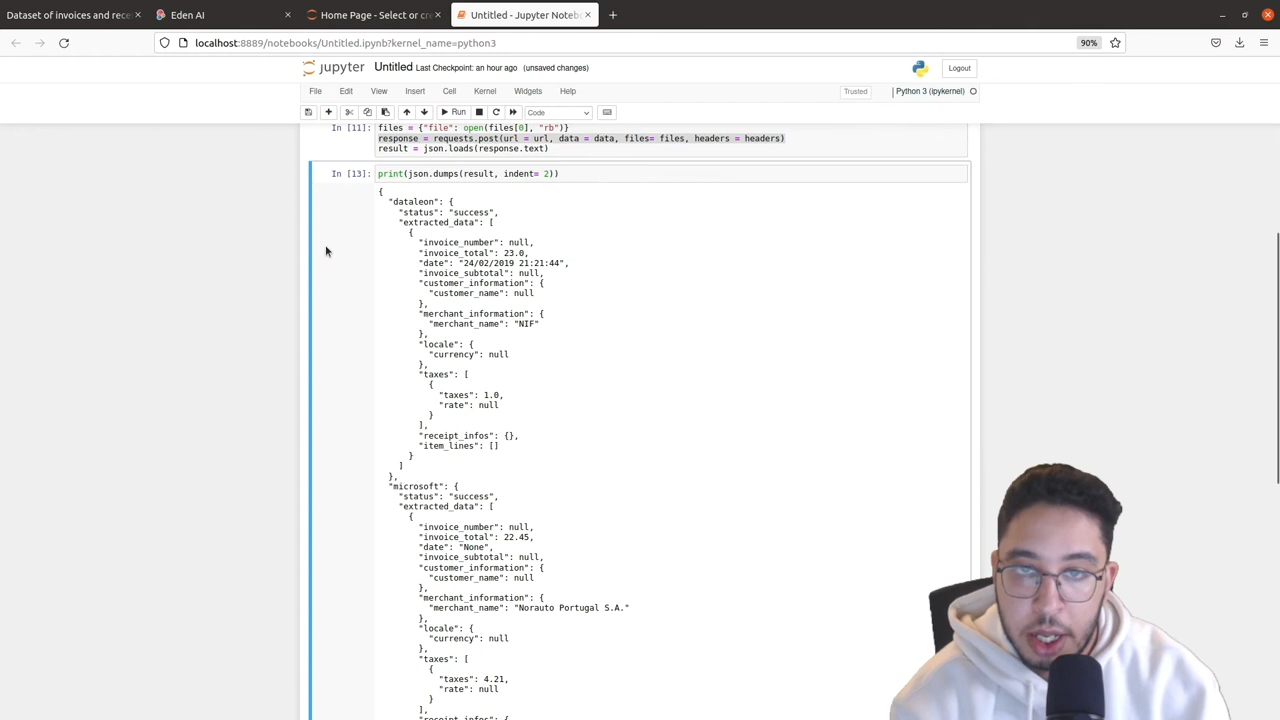 Dataset of invoices and rece
Eden AI
Home Page - Select or cre
Untitled - Jupyter Noteb
localhost:8889/notebooks/Untitled.ipynb?kernel_name=python3
90%
jupyter Untitled Last Checkpoint: an hour ago (unsaved changes)
Logout
File Edit View Insert Cell Kernel Widgets Help
Trusted
Python 3 (ipykernel)
Run
Code
In [11]: files = {"file": open(files[0], "rb")}
response = requests.post(url = url, data = data, files= files, headers = headers)
result = json.loads(response.text)
In [13]: print(json.dumps(result, indent= 2))
{
"dataleon": {
"status": "success",
"extracted_data": [
{
"invoice_number": null,
"invoice_total": 23.0,
"date": "24/02/2019 21:21:44",
"invoice_subtotal": null,
"customer_information": {
"customer_name": null
},
"merchant_information": {
"merchant_name": "NIF"
},
"locale": {
"currency": null
},
"taxes": [
{
"taxes": 1.0,
"rate": null
}
],
"receipt_infos": {},
"item_lines": []
}
]
},
"microsoft": {
"status": "success",
"extracted_data": [
{
"invoice_number": null,
"invoice_total": 22.45,
"date": "None",
"invoice_subtotal": null,
"customer_information": {
"customer_name": null
},
"merchant_information": {
"merchant_name": "Norauto Portugal S.A."
},
"locale": {
"currency": null
},
"taxes": [
{
"taxes": 4.21,
"rate": null
}
],
"receipt_infos": {